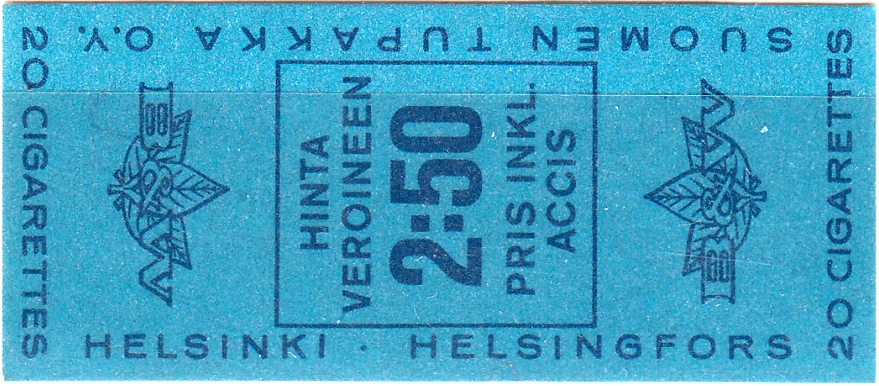 SUOMEN TUPAKKA O.Y.
20 CIGARETTES
HINTA
VEROINEEN
2:50
PRIS INKL.
ACCIS
B & W
B & W
20 CIGARETTES
HELSINKI · HELSINGFORS